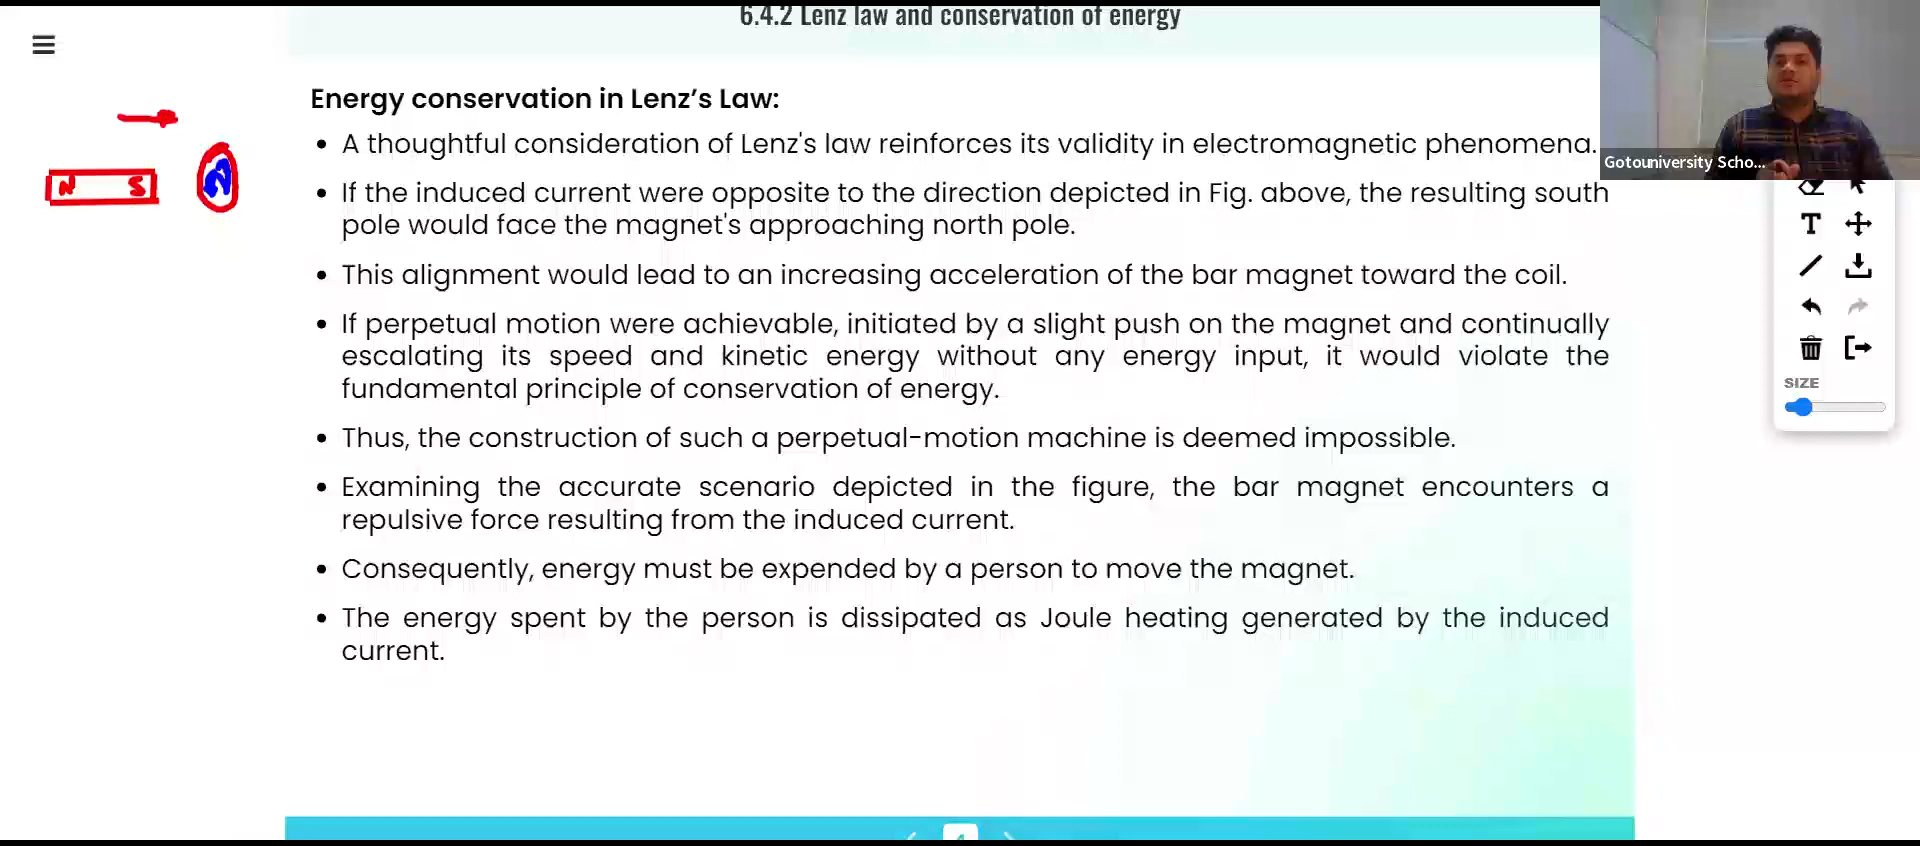 6.4.2 Lenz law and conservation of energy
Energy conservation in Lenz’s Law:
• A thoughtful consideration of Lenz's law reinforces its validity in electromagnetic phenomena.
• If the induced current were opposite to the direction depicted in Fig. above, the resulting south
pole would face the magnet's approaching north pole.
• This alignment would lead to an increasing acceleration of the bar magnet toward the coil.
• If perpetual motion were achievable, initiated by a slight push on the magnet and continually
escalating its speed and kinetic energy without any energy input, it would violate the
fundamental principle of conservation of energy.
• Thus, the construction of such a perpetual-motion machine is deemed impossible.
• Examining the accurate scenario depicted in the figure, the bar magnet encounters a
repulsive force resulting from the induced current.
• Consequently, energy must be expended by a person to move the magnet.
• The energy spent by the person is dissipated as Joule heating generated by the induced
current.
N S N
Gotouniversity Scho...
T
SIZE